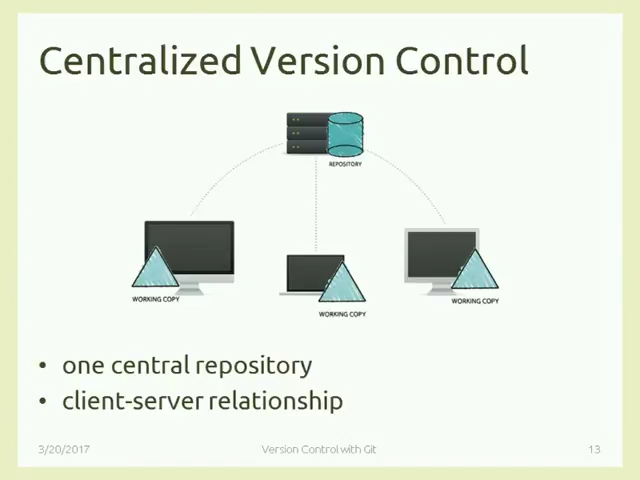 Centralized Version Control
REPOSITORY
WORKING COPY
WORKING COPY
WORKING COPY
• one central repository
• client-server relationship
3/20/2017
Version Control with Git
13